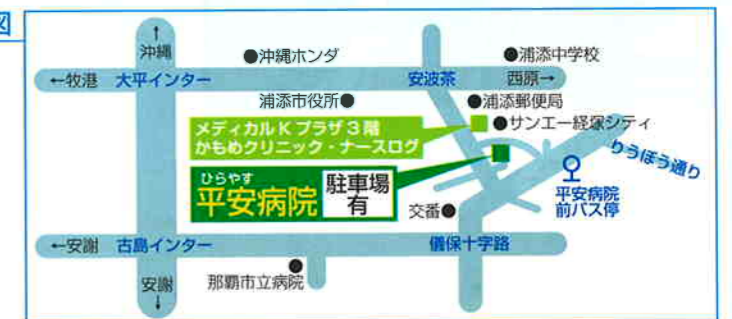 図
↑
沖縄
●沖縄ホンダ
●浦添中学校
←牧港
大平インター
安波茶
西原→
浦添市役所●
●浦添郵便局
メディカルKプラザ3階
かもめクリニック・ナースログ
●サンエー経塚シティ
りうぼう通り
ひらやす
平安病院
駐車場
有
交番●
平安病院
前バス停
←安謝
古島インター
儀保十字路
安謝
↓
那覇市立病院